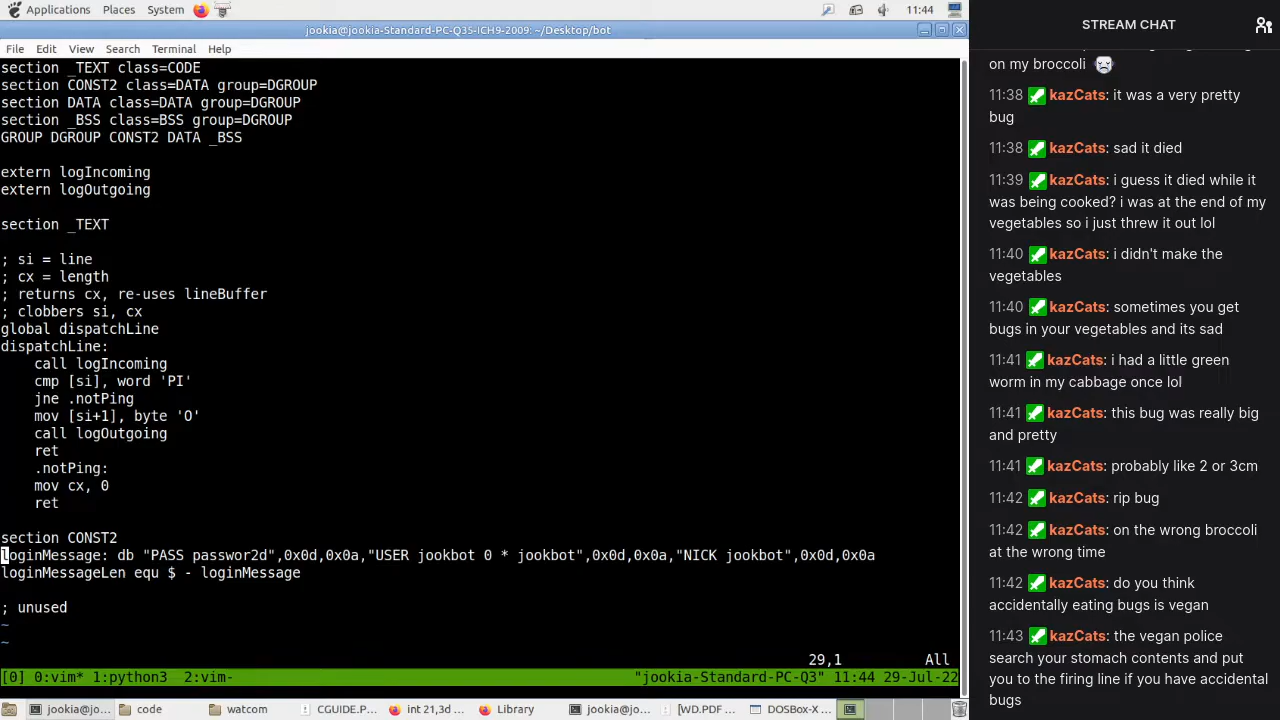 Applications Places System 11:44
jookia@jookia-Standard-PC-Q35-ICH9-2009: ~/Desktop/bot
File Edit View Search Terminal Help
section _TEXT class=CODE
section CONST2 class=DATA group=DGROUP
section DATA class=DATA group=DGROUP
section _BSS class=BSS group=DGROUP
GROUP DGROUP CONST2 DATA _BSS
extern logIncoming
extern logOutgoing
section _TEXT
; si = line
; cx = length
; returns cx, re-uses lineBuffer
; clobbers si, cx
global dispatchLine
dispatchLine:
call logIncoming
cmp [si], word 'PI'
jne .notPing
mov [si+1], byte 'O'
call logOutgoing
ret
.notPing:
mov cx, 0
ret
section CONST2
loginMessage: db "PASS passwor2d",0x0d,0x0a,"USER jookbot 0 * jookbot",0x0d,0x0a,"NICK jookbot",0x0d,0x0a
loginMessageLen equ $ - loginMessage
; unused
~
~
29,1 All
[0] 0:vim* 1:python3 2:vim- "jookia-Standard-PC-Q3" 11:44 29-Jul-22
jookia@jo... code watcom CGUIDE.P... int 21,3d ... Library jookia@jo... [WD.PDF ... DOSBox-X ...
STREAM CHAT
on my broccoli
11:38 kazCats: it was a very pretty
bug
11:38 kazCats: sad it died
11:39 kazCats: i guess it died while it
was being cooked? i was at the end of my
vegetables so i just threw it out lol
11:40 kazCats: i didn't make the
vegetables
11:40 kazCats: sometimes you get
bugs in your vegetables and its sad
11:41 kazCats: i had a little green
worm in my cabbage once lol
11:41 kazCats: this bug was really big
and pretty
11:41 kazCats: probably like 2 or 3cm
11:42 kazCats: rip bug
11:42 kazCats: on the wrong broccoli
at the wrong time
11:42 kazCats: do you think
accidentally eating bugs is vegan
11:43 kazCats: the vegan police
search your stomach contents and put
you to the firing line if you have accidental
bugs